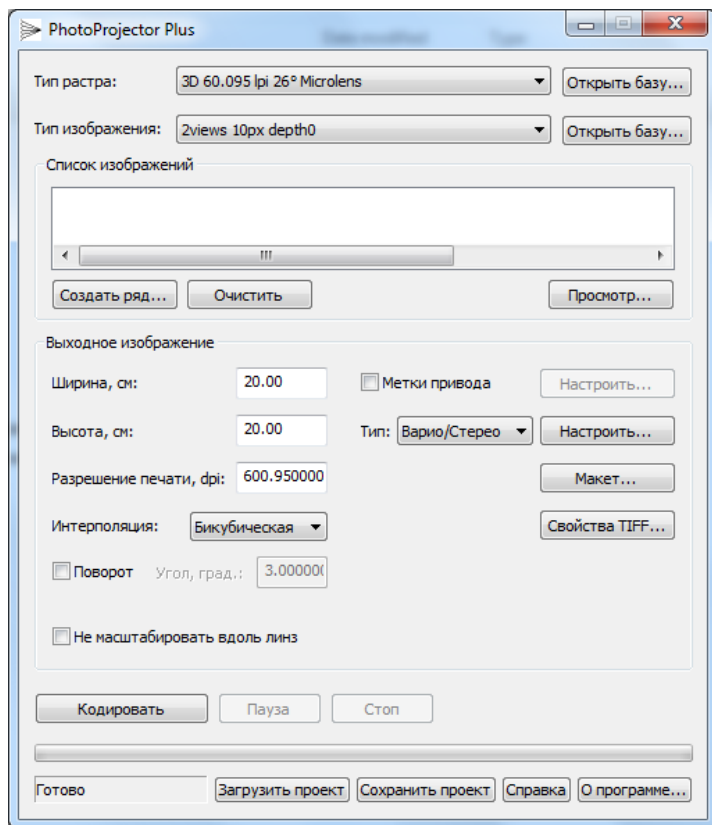 PhotoProjector Plus
Тип растра: 3D 60.095 lpi 26° Microlens Открыть базу...
Тип изображения: 2views 10px depth0 Открыть базу...
Список изображений
Создать ряд... Очистить Просмотр...
Выходное изображение
Ширина, см: 20.00 Метки привода Настроить...
Высота, см: 20.00 Тип: Варио/Стерео Настроить...
Разрешение печати, dpi: 600.950000 Макет...
Интерполяция: Бикубическая Свойства TIFF...
Поворот Угол, град.: 3.000000
Не масштабировать вдоль линз
Кодировать Пауза Стоп
Готово Загрузить проект Сохранить проект Справка О программе...